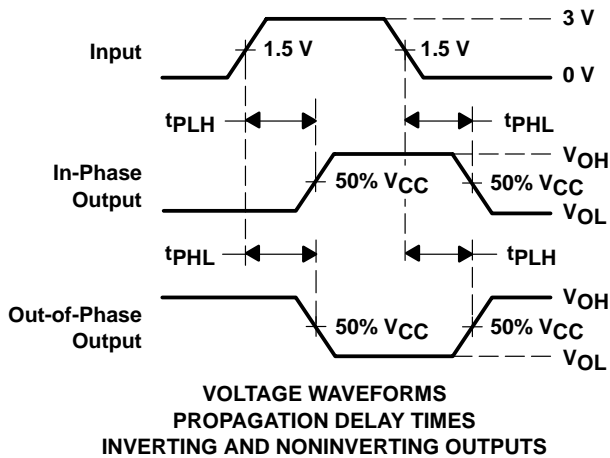 3 V
Input
1.5 V
1.5 V
0 V
tPLH
tPHL
In-Phase
Output
VOH
50% VCC
50% VCC
VOL
tPHL
tPLH
Out-of-Phase
Output
VOH
50% VCC
50% VCC
VOL
VOLTAGE WAVEFORMS
PROPAGATION DELAY TIMES
INVERTING AND NONINVERTING OUTPUTS